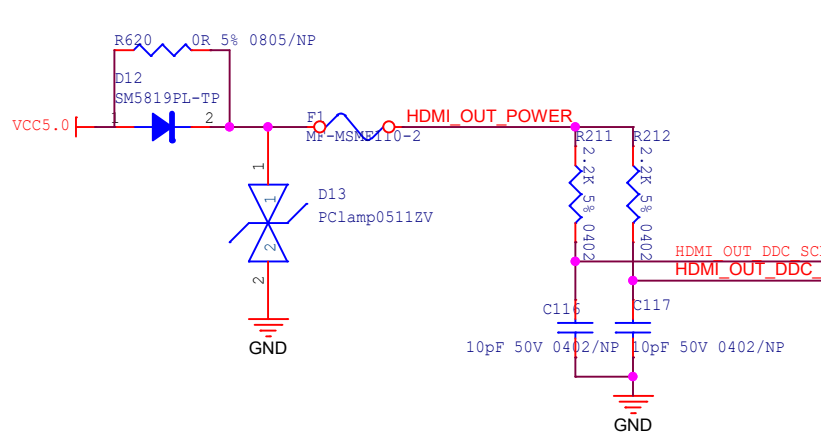 R620
0R 5% 0805/NP
D12
SM5819PL-TP
VCC5.0
1
2
F1
MF-MSMF110-2
HDMI_OUT_POWER
R211
R212
2.2K 5% 0402
2.2K 5% 0402
1
1
D13
PClamp0511ZV
2
2
HDMI_OUT_DDC_SC
HDMI_OUT_DDC_
C116
C117
10pF 50V 0402/NP
10pF 50V 0402/NP
GND
GND